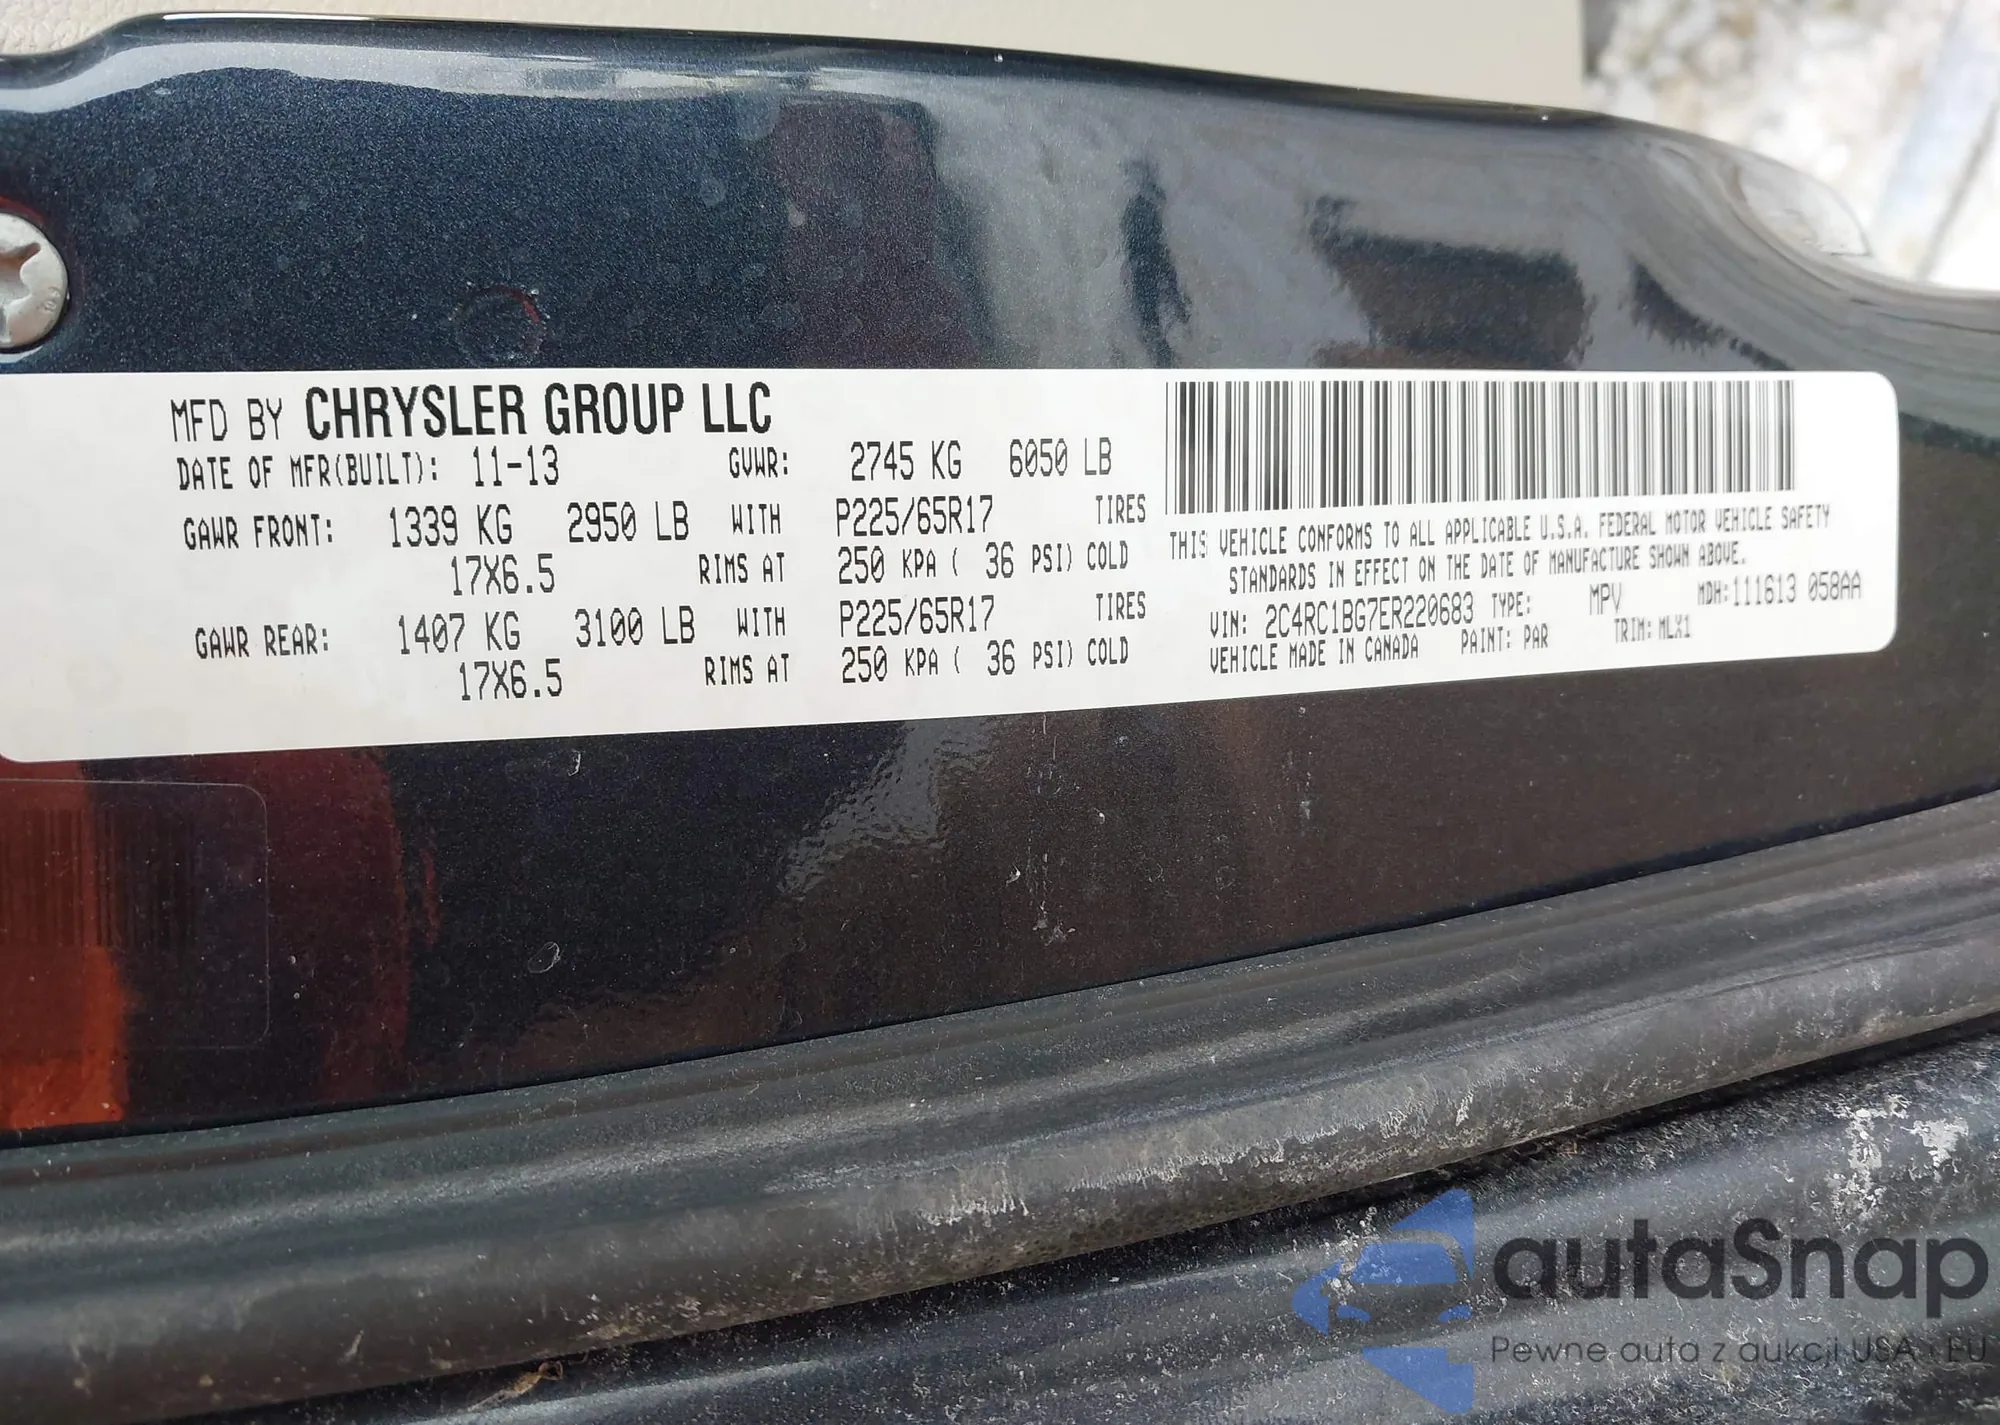 MFD BY CHRYSLER GROUP LLC
DATE OF MFR(BUILT): 11-13 GVWR: 2745 KG 6050 LB
GAWR FRONT: 1339 KG 2950 LB WITH P225/65R17 TIRES
17X6.5 RIMS AT 250 KPA ( 36 PSI) COLD
GAWR REAR: 1407 KG 3100 LB WITH P225/65R17 TIRES
17X6.5 RIMS AT 250 KPA ( 36 PSI) COLD
THIS VEHICLE CONFORMS TO ALL APPLICABLE U.S.A. FEDERAL MOTOR VEHICLE SAFETY
STANDARDS IN EFFECT ON THE DATE OF MANUFACTURE SHOWN ABOVE.
VIN: 2C4RC1BG7ER220683 TYPE: MPV MDH:111613 058AA
VEHICLE MADE IN CANADA PAINT: PAR TRIM: MLX1
autaSnap
Pewne auta z aukcji USA i EU